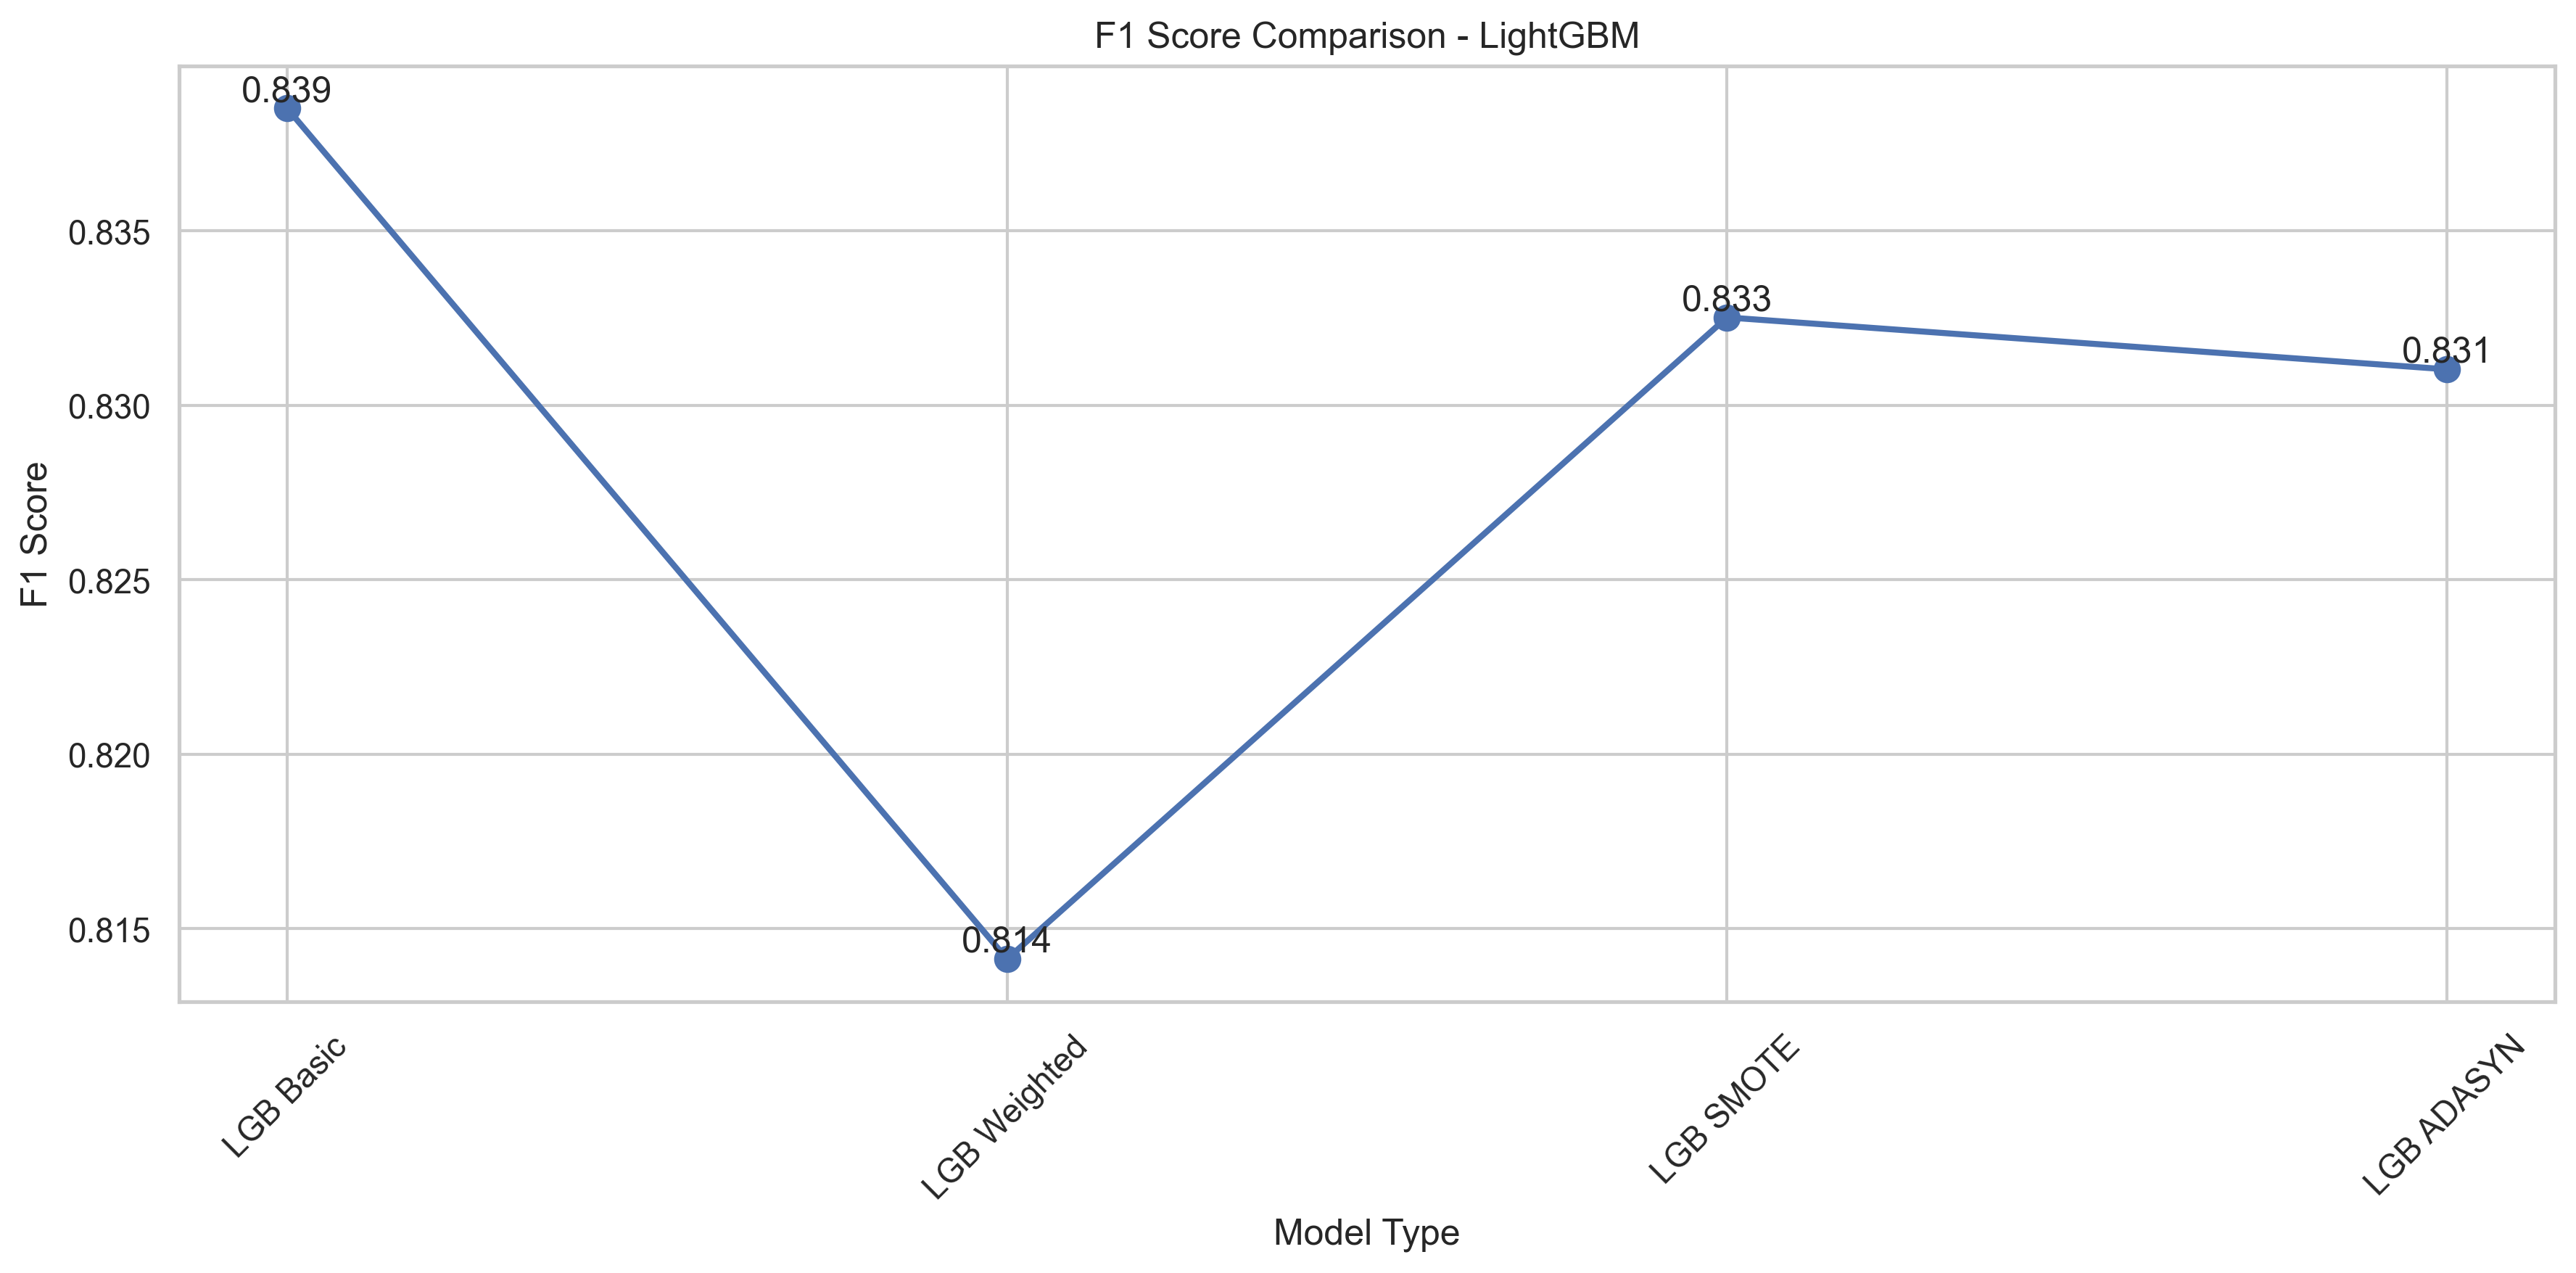 F1 Score Comparison - LightGBM
0.839
0.833
0.831
0.814
F1 Score
0.835
0.830
0.825
0.820
0.815
LGB Basic
LGB Weighted
LGB SMOTE
LGB ADASYN
Model Type